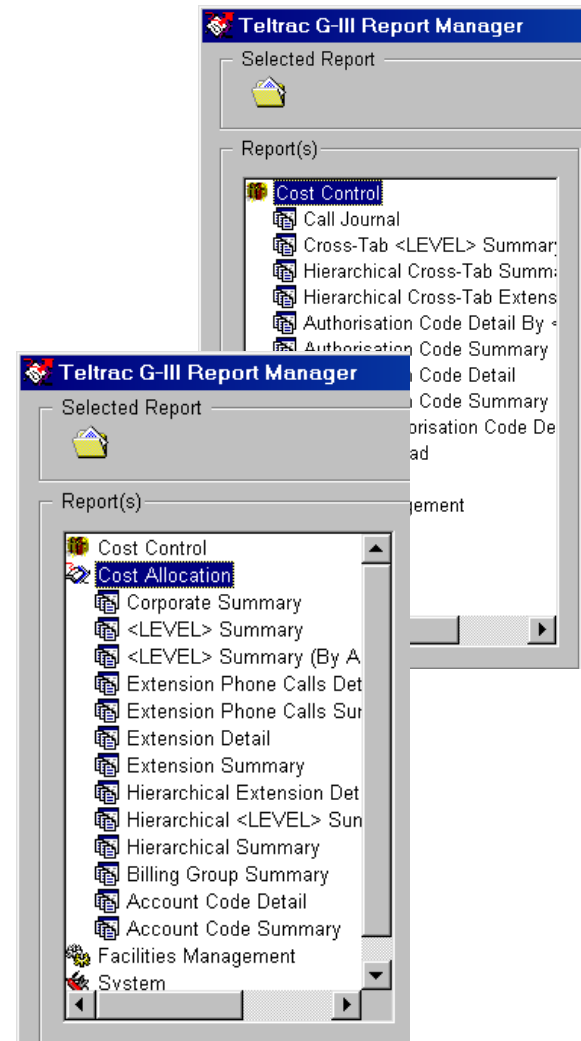 Teltrac G-III Report Manager
Selected Report
Report(s)
Cost Control
Call Journal
Cross-Tab <LEVEL> Summary
Hierarchical Cross-Tab Summ
Hierarchical Cross-Tab Extens
Authorisation Code Detail By <
Authorisation Code Summary
Code Detail
Code Summary
orisation Code De
ad
gement
Teltrac G-III Report Manager
Selected Report
Report(s)
Cost Control
Cost Allocation
Corporate Summary
<LEVEL> Summary
<LEVEL> Summary (By A
Extension Phone Calls Det
Extension Phone Calls Sur
Extension Detail
Extension Summary
Hierarchical Extension Det
Hierarchical <LEVEL> Sun
Hierarchical Summary
Billing Group Summary
Account Code Detail
Account Code Summary
Facilities Management
System